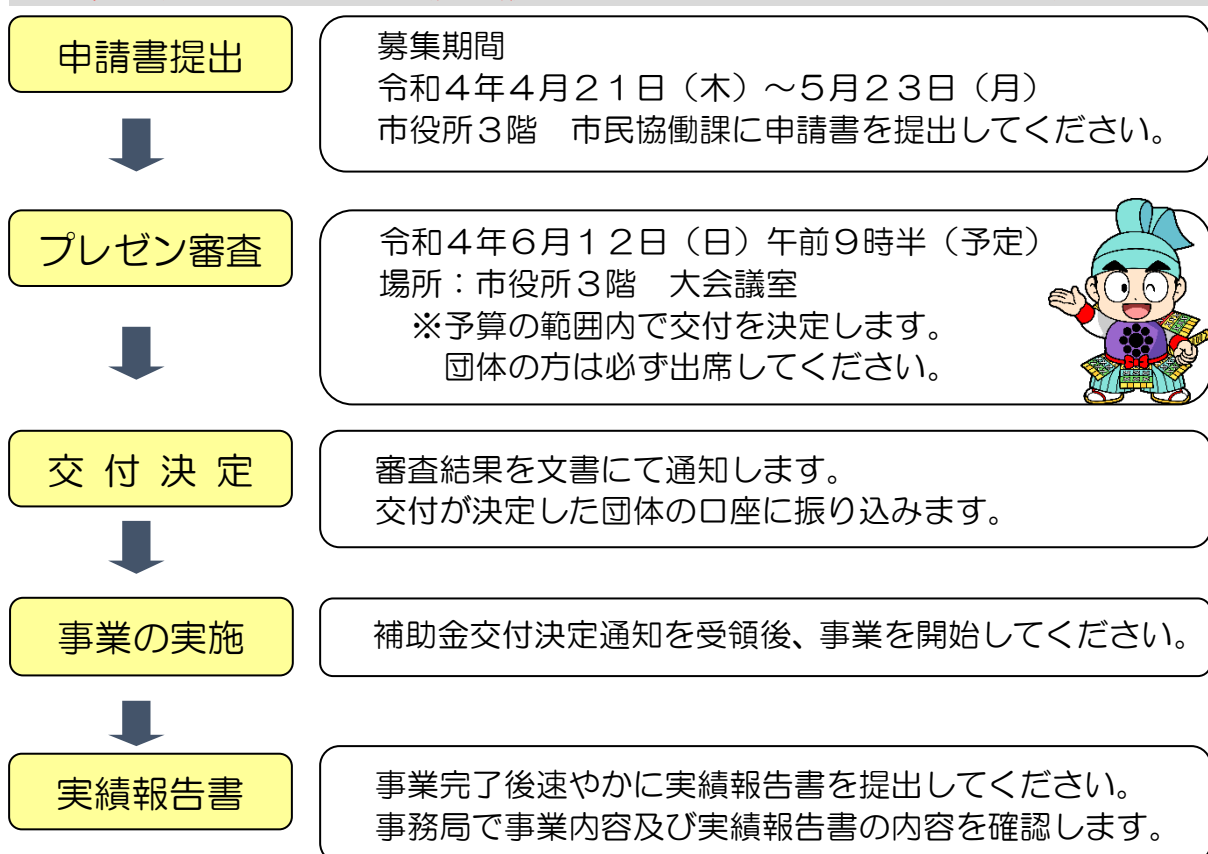 申請書提出
募集期間
令和４年４月２１日（木）～５月２３日（月）
市役所３階　市民協働課に申請書を提出してください。
プレゼン審査
令和４年６月１２日（日）午前９時半（予定）
場所：市役所３階　大会議室
※予算の範囲内で交付を決定します。
団体の方は必ず出席してください。
交 付 決 定
審査結果を文書にて通知します。
交付が決定した団体の口座に振り込みます。
事業の実施
補助金交付決定通知を受領後、事業を開始してください。
実績報告書
事業完了後速やかに実績報告書を提出してください。
事務局で事業内容及び実績報告書の内容を確認します。